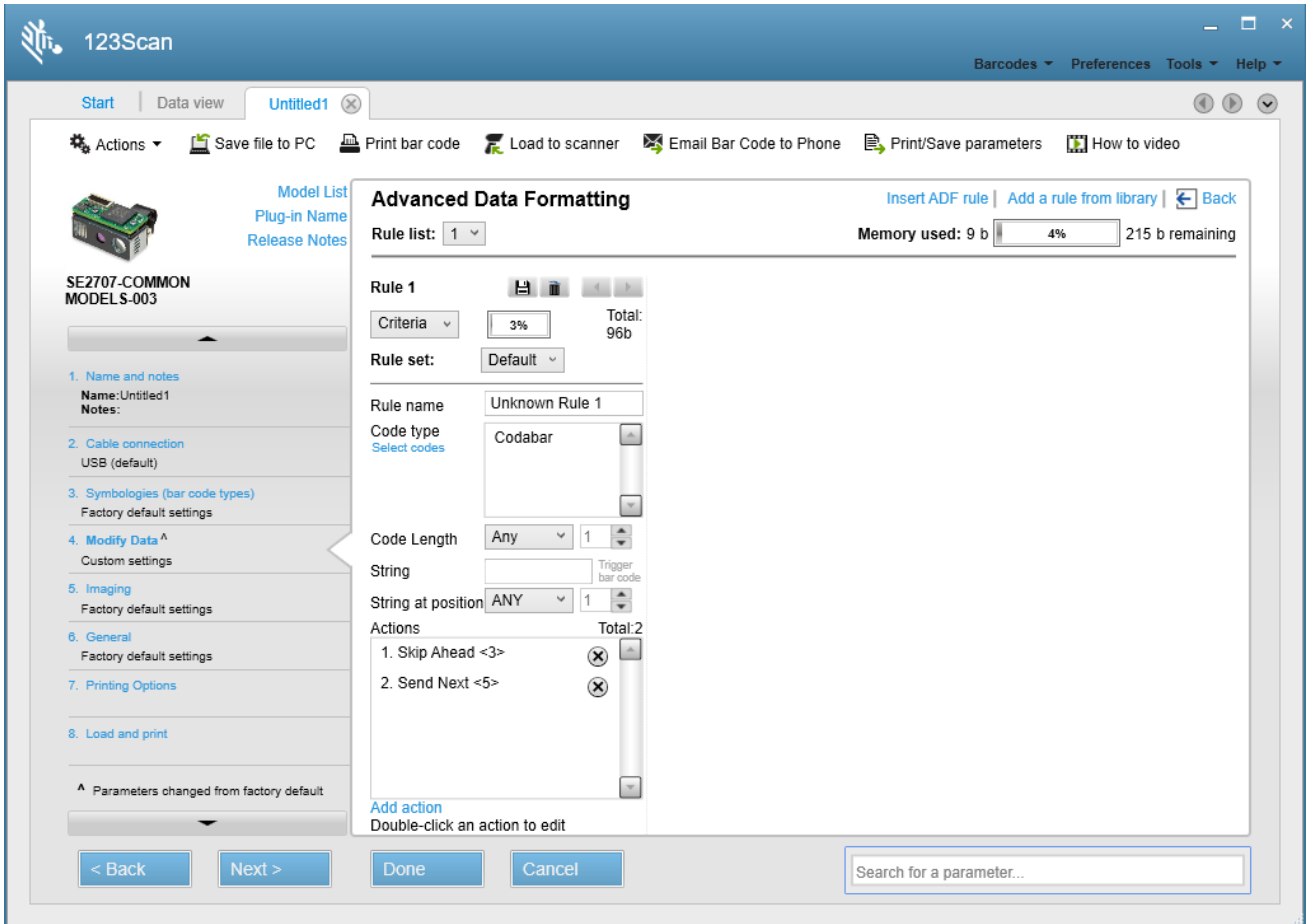 123Scan
Barcodes Preferences Tools Help
Start Data view Untitled1
Actions Save file to PC Print bar code Load to scanner Email Bar Code to Phone Print/Save parameters How to video
Model List
Plug-in Name
Release Notes
SE2707-COMMON
MODELS-003
1. Name and notes
Name:Untitled1
Notes:
2. Cable connection
USB (default)
3. Symbologies (bar code types)
Factory default settings
4. Modify Data ^
Custom settings
5. Imaging
Factory default settings
6. General
Factory default settings
7. Printing Options
8. Load and print
^ Parameters changed from factory default
Advanced Data Formatting
Insert ADF rule | Add a rule from library | Back
Rule list: 1
Memory used: 9 b 4% 215 b remaining
Rule 1
Criteria 3% Total:
96b
Rule set: Default
Rule name Unknown Rule 1
Code type Codabar
Select codes
Code Length Any 1
String Trigger
bar code
String at position ANY 1
Actions Total:2
1. Skip Ahead <3>
2. Send Next <5>
Add action
Double-click an action to edit
< Back Next > Done Cancel Search for a parameter...